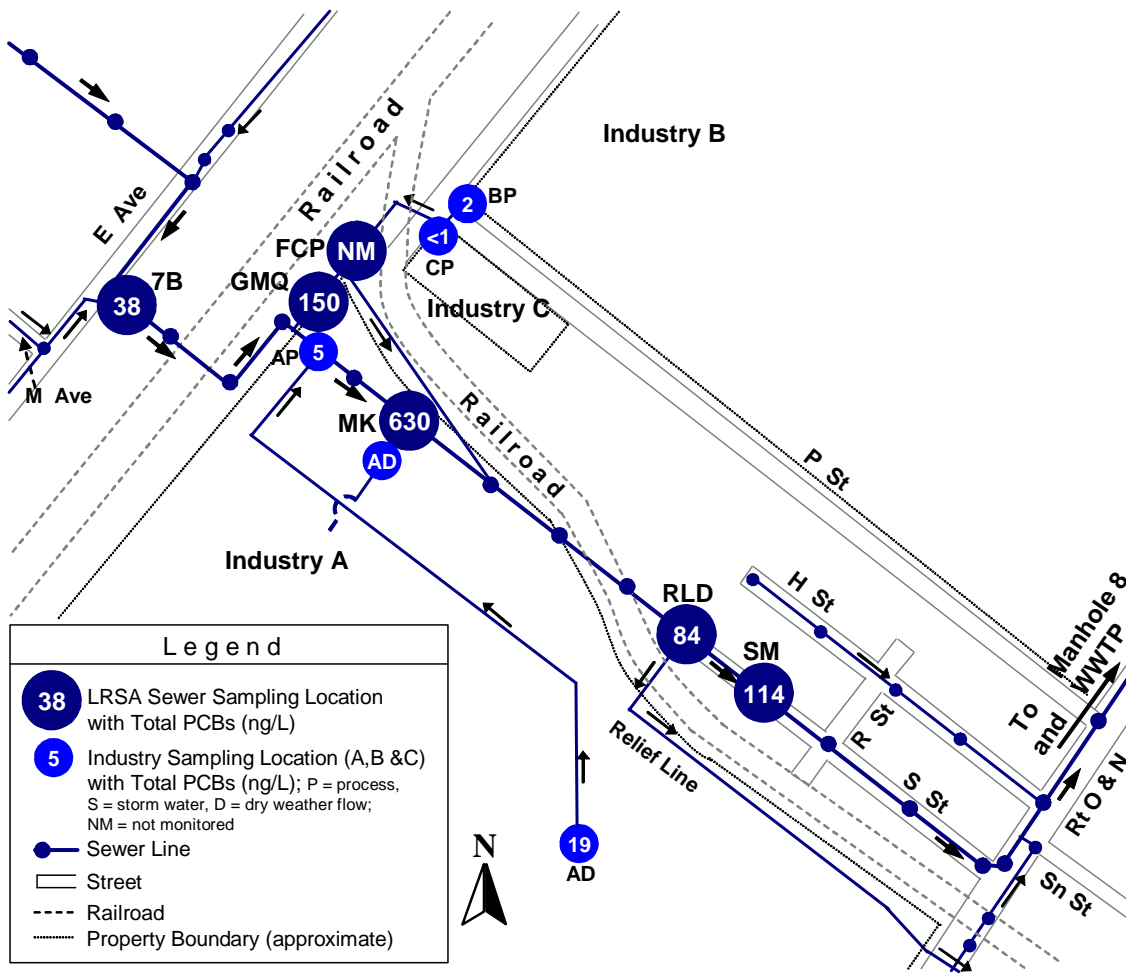 Industry B
Railroad
E Ave
2
BP
<1
CP
FCP
NM
7B
38
GMQ
150
Industry C
AP
5
M Ave
MK
630
Railroad
P St
AD
Industry A
RLD
84
H St
Manhole 8
To WWTP
and
SM
114
R St
Relief Line
S St
Rt O & N
Sn St
19
AD
N
Legend
38
LRSA Sewer Sampling Location
with Total PCBs (ng/L)
5
Industry Sampling Location (A,B &C)
with Total PCBs (ng/L); P = process,
S = storm water, D = dry weather flow;
NM = not monitored
Sewer Line
Street
Railroad
Property Boundary (approximate)